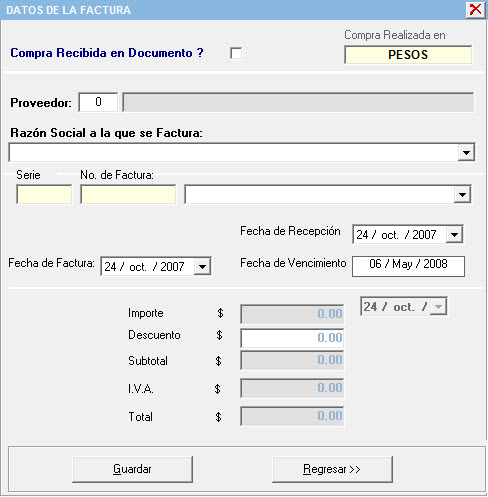 DATOS DE LA FACTURA
Compra Realizada en
Compra Recibida en Documento ?
PESOS
Proveedor: 0
Razón Social a la que se Factura:
Serie No. de Factura:
Fecha de Recepción 24 / oct. / 2007
Fecha de Factura: 24 / oct. / 2007 Fecha de Vencimiento 06 / May / 2008
24 / oct. /
Importe $ 0.00
Descuento $ 0.00
Subtotal $ 0.00
I.V.A. $ 0.00
Total $ 0.00
Guardar Regresar >>